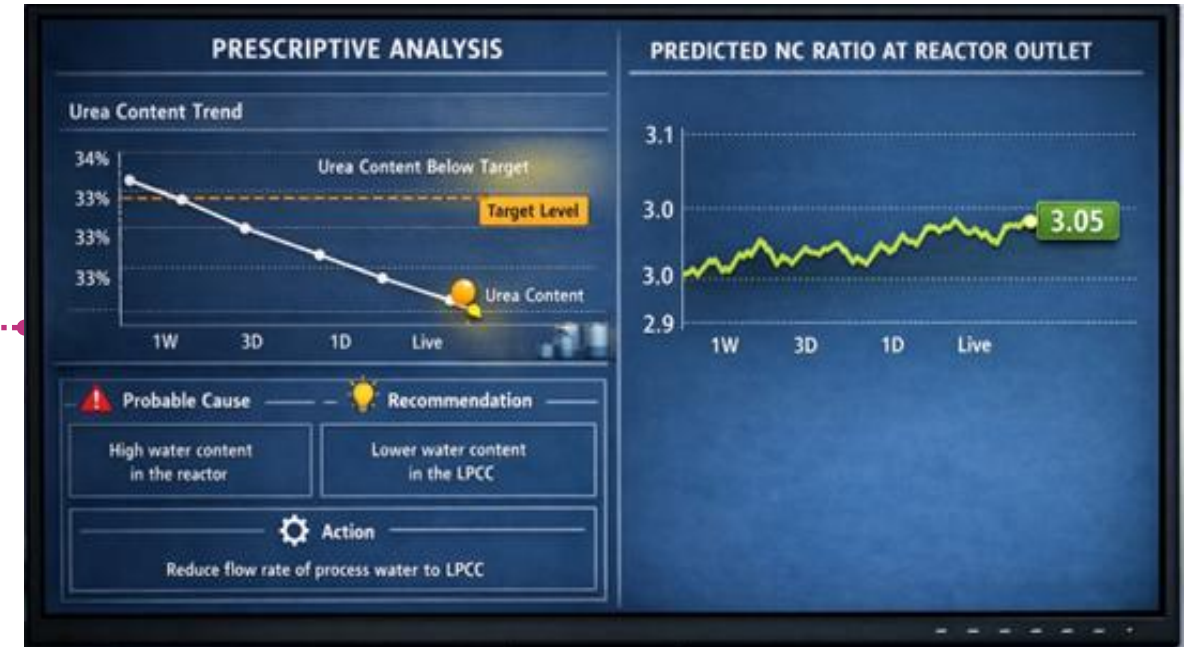 PRESCRIPTIVE ANALYSIS
Urea Content Trend
34%
33%
33%
33%
Urea Content Below Target
Target Level
Urea Content
1W 3D 1D Live
Probable Cause
High water content
in the reactor
Recommendation
Lower water content
in the LPCC
Action
Reduce flow rate of process water to LPCC
PREDICTED NC RATIO AT REACTOR OUTLET
3.1
3.0
3.0
2.9
3.05
1W 3D 1D Live